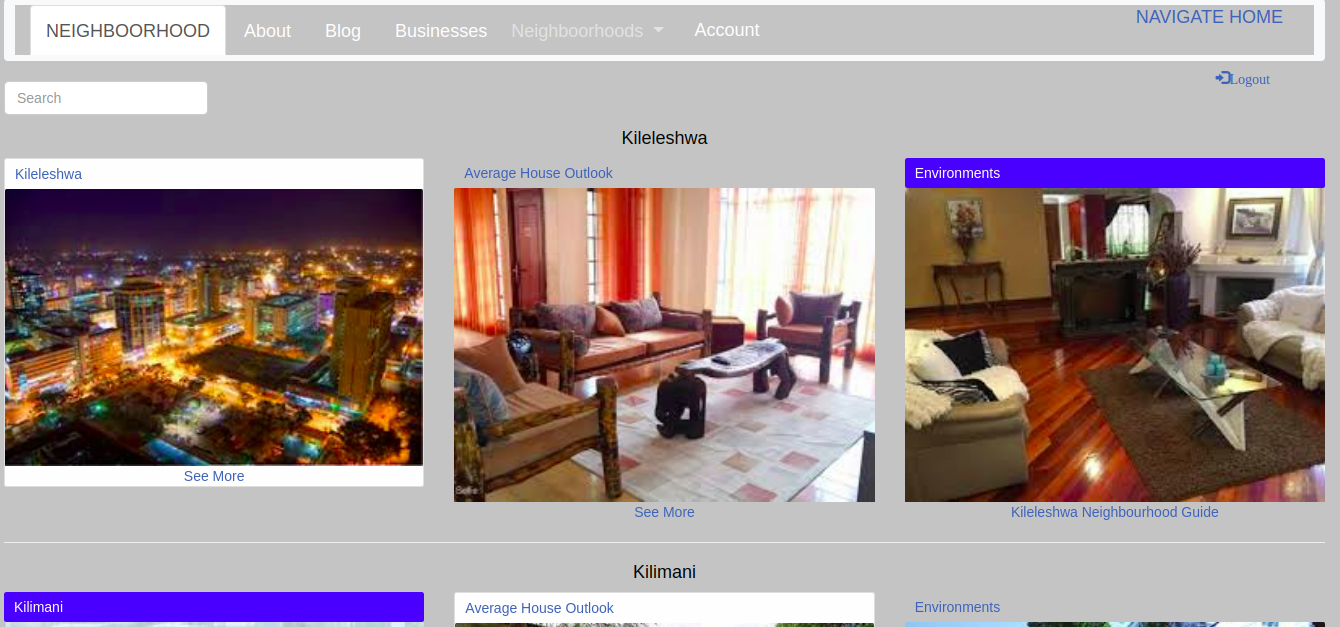 NEIGHBOORHOOD About Blog Businesses Neighboorhoods Account NAVIGATE HOME
Logout
Search
Kileleshwa
Kileleshwa Average House Outlook Environments
See More
See More Kileleshwa Neighbourhood Guide
Kilimani
Kilimani Average House Outlook Environments